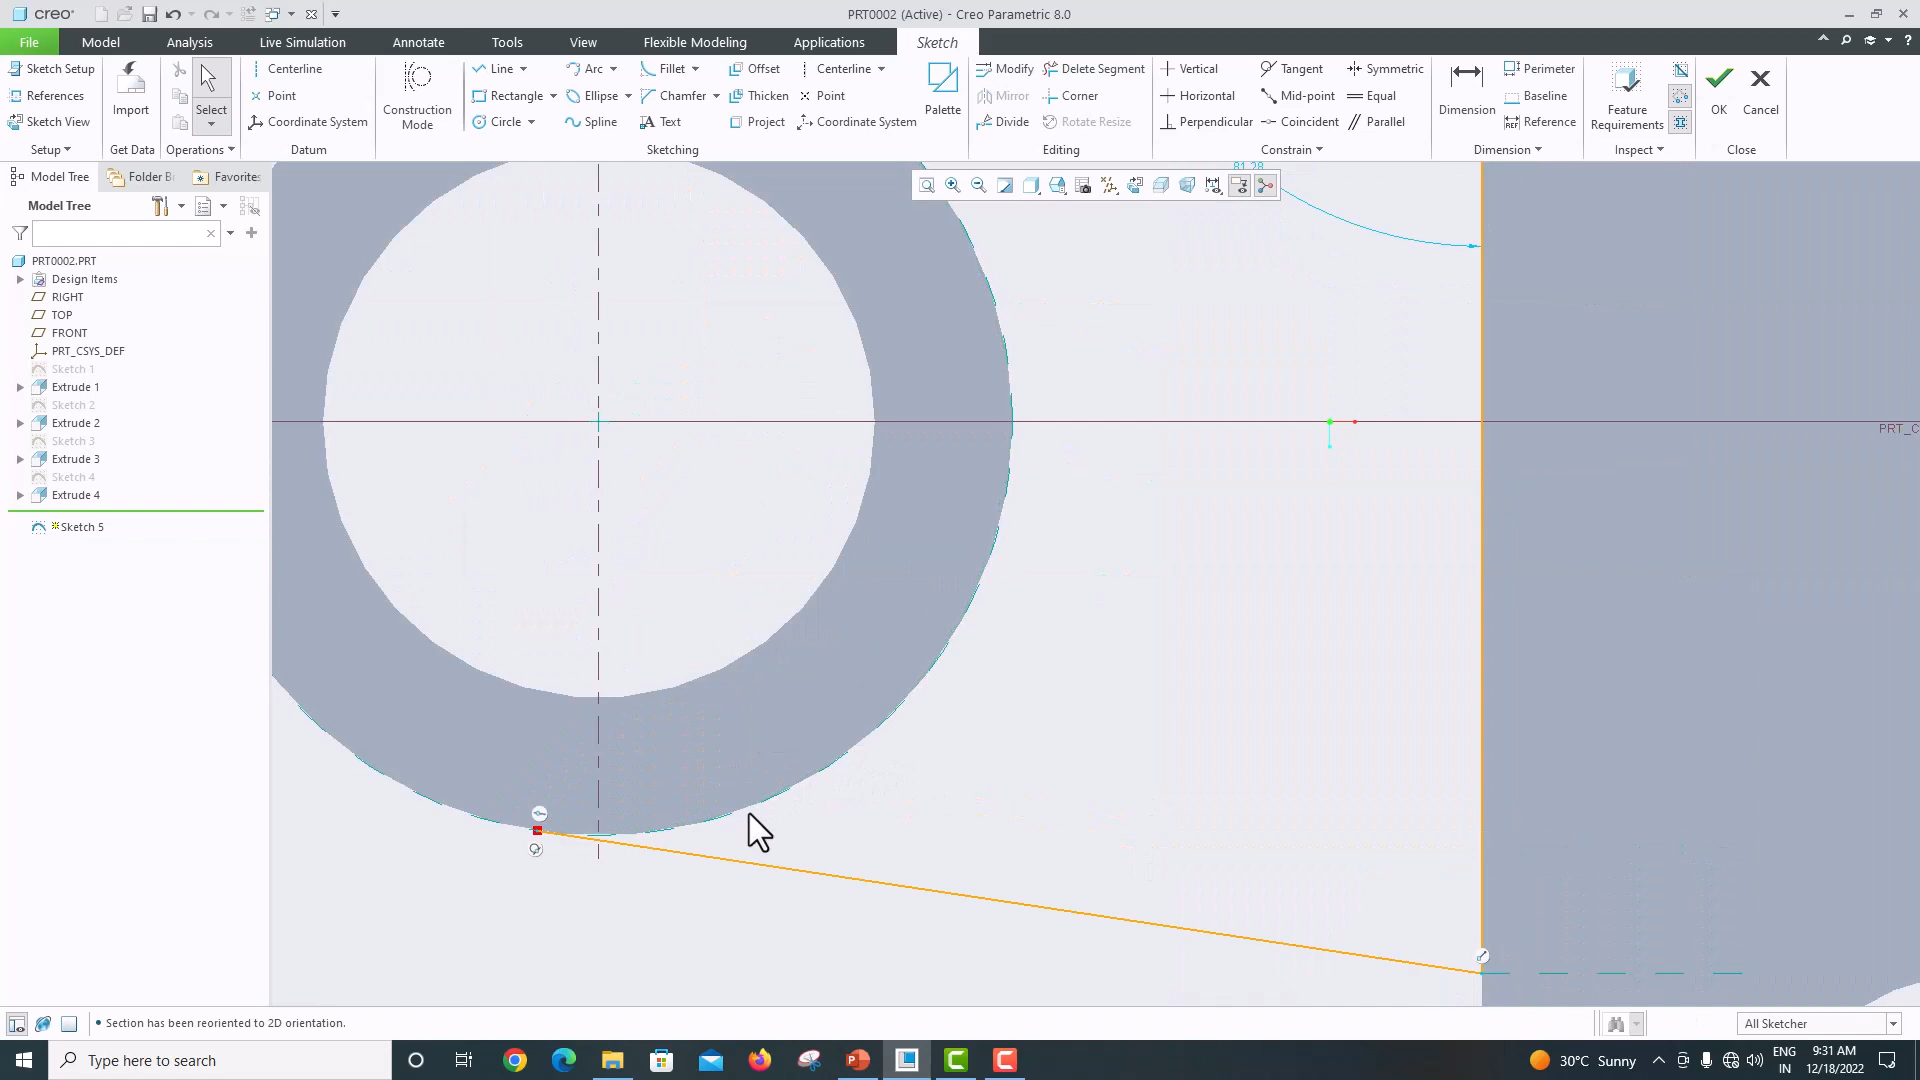 creo
PRT0002 (Active) - Creo Parametric 8.0
File
Model
Analysis
Live Simulation
Annotate
Tools
View
Flexible Modeling
Applications
Sketch
Sketch Setup
References
Sketch View
Setup
Import
Get Data
Select
Operations
Centerline
Point
Coordinate System
Datum
Construction
Mode
Line
Rectangle
Circle
Arc
Ellipse
Spline
Fillet
Chamfer
Text
Offset
Thicken
Project
Centerline
Point
Coordinate System
Palette
Sketching
Modify
Mirror
Divide
Delete Segment
Corner
Rotate Resize
Editing
Vertical
Horizontal
Perpendicular
Tangent
Mid-point
Coincident
Symmetric
Equal
Parallel
Constrain
Dimension
Perimeter
Baseline
REF
Reference
Dimension
Feature
Requirements
Inspect
OK
Cancel
Close
Model Tree
Folder B
Favorites
Model Tree
PRT0002.PRT
Design Items
RIGHT
TOP
FRONT
PRT_CSYS_DEF
Sketch 1
Extrude 1
Sketch 2
Extrude 2
Sketch 3
Extrude 3
Sketch 4
Extrude 4
Sketch 5
81.28
PRT_C
Section has been reoriented to 2D orientation.
All Sketcher
Type here to search
30°C Sunny
ENG
IN
9:31 AM
12/18/2022